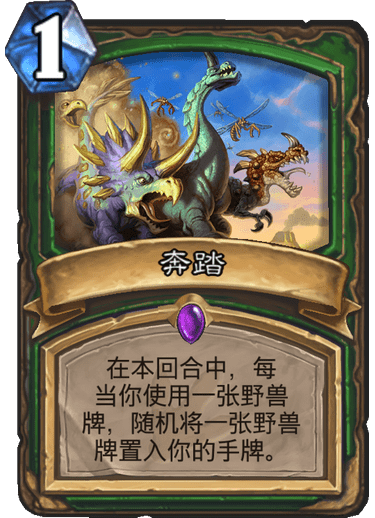 1
奔踏
在本回合中，每
当你使用一张野兽
牌，随机将一张野兽
牌置入你的手牌。